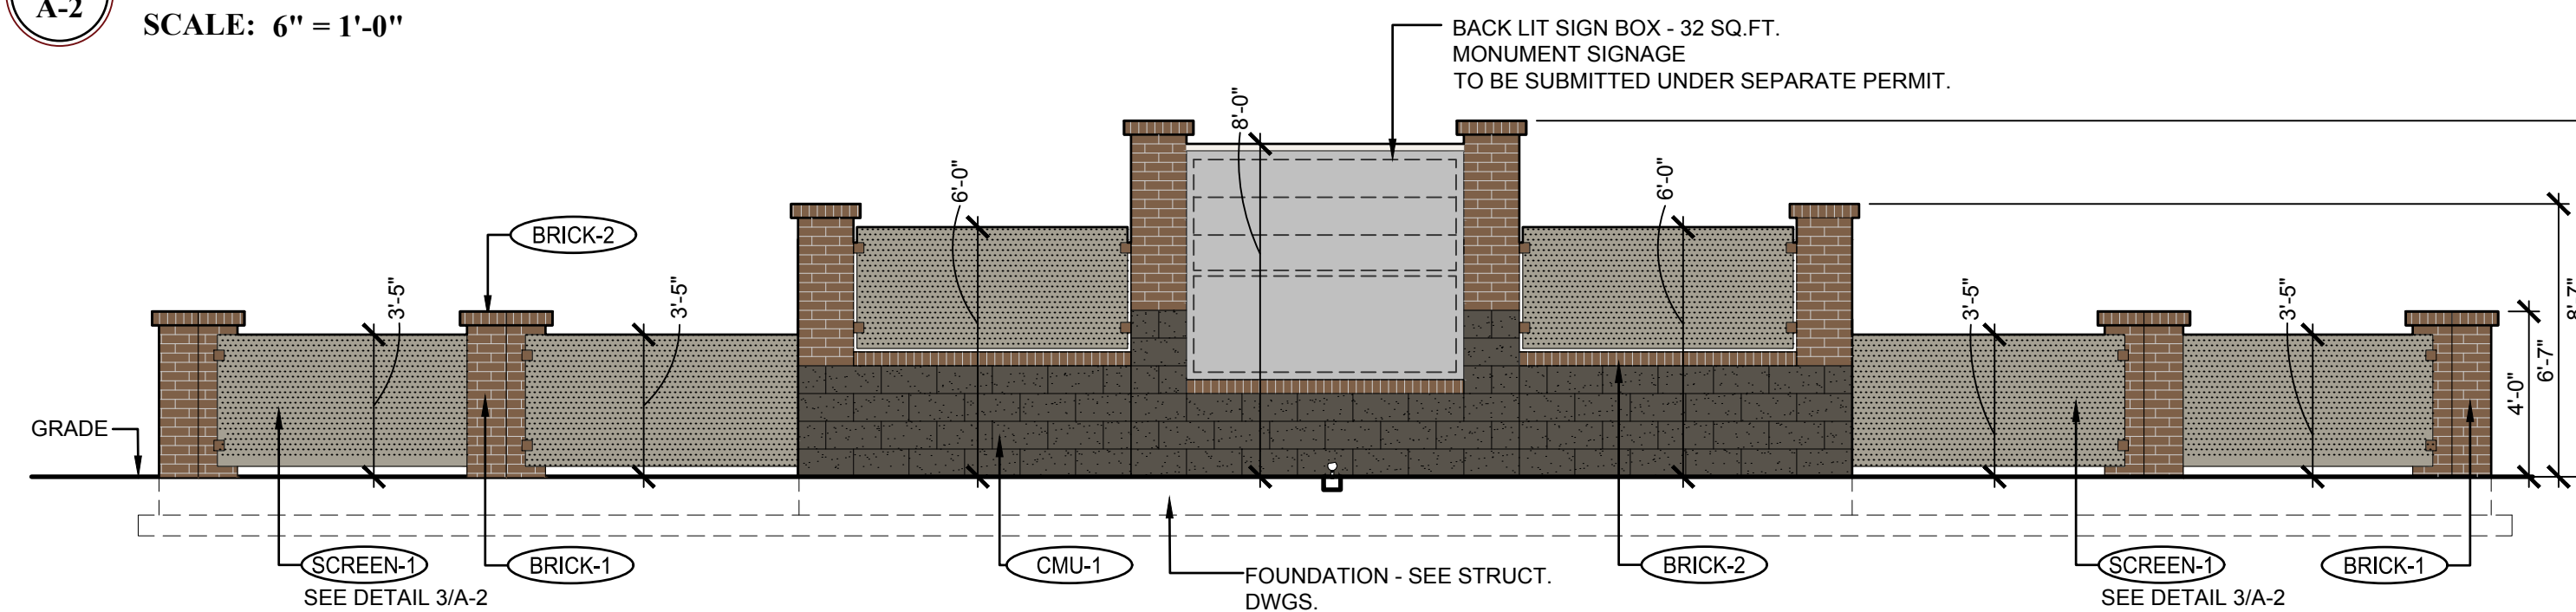 A-2
SCALE: 6" = 1'-0"
BACK LIT SIGN BOX - 32 SQ.FT.
MONUMENT SIGNAGE
TO BE SUBMITTED UNDER SEPARATE PERMIT.
8'-0"
6'-0"
6'-0"
BRICK-2
3'-5"
3'-5"
3'-5"
3'-5"
8'-7"
6'-7"
4'-0"
GRADE
SCREEN-1
SEE DETAIL 3/A-2
BRICK-1
CMU-1
FOUNDATION - SEE STRUCT.
DWGS.
BRICK-2
SCREEN-1
SEE DETAIL 3/A-2
BRICK-1